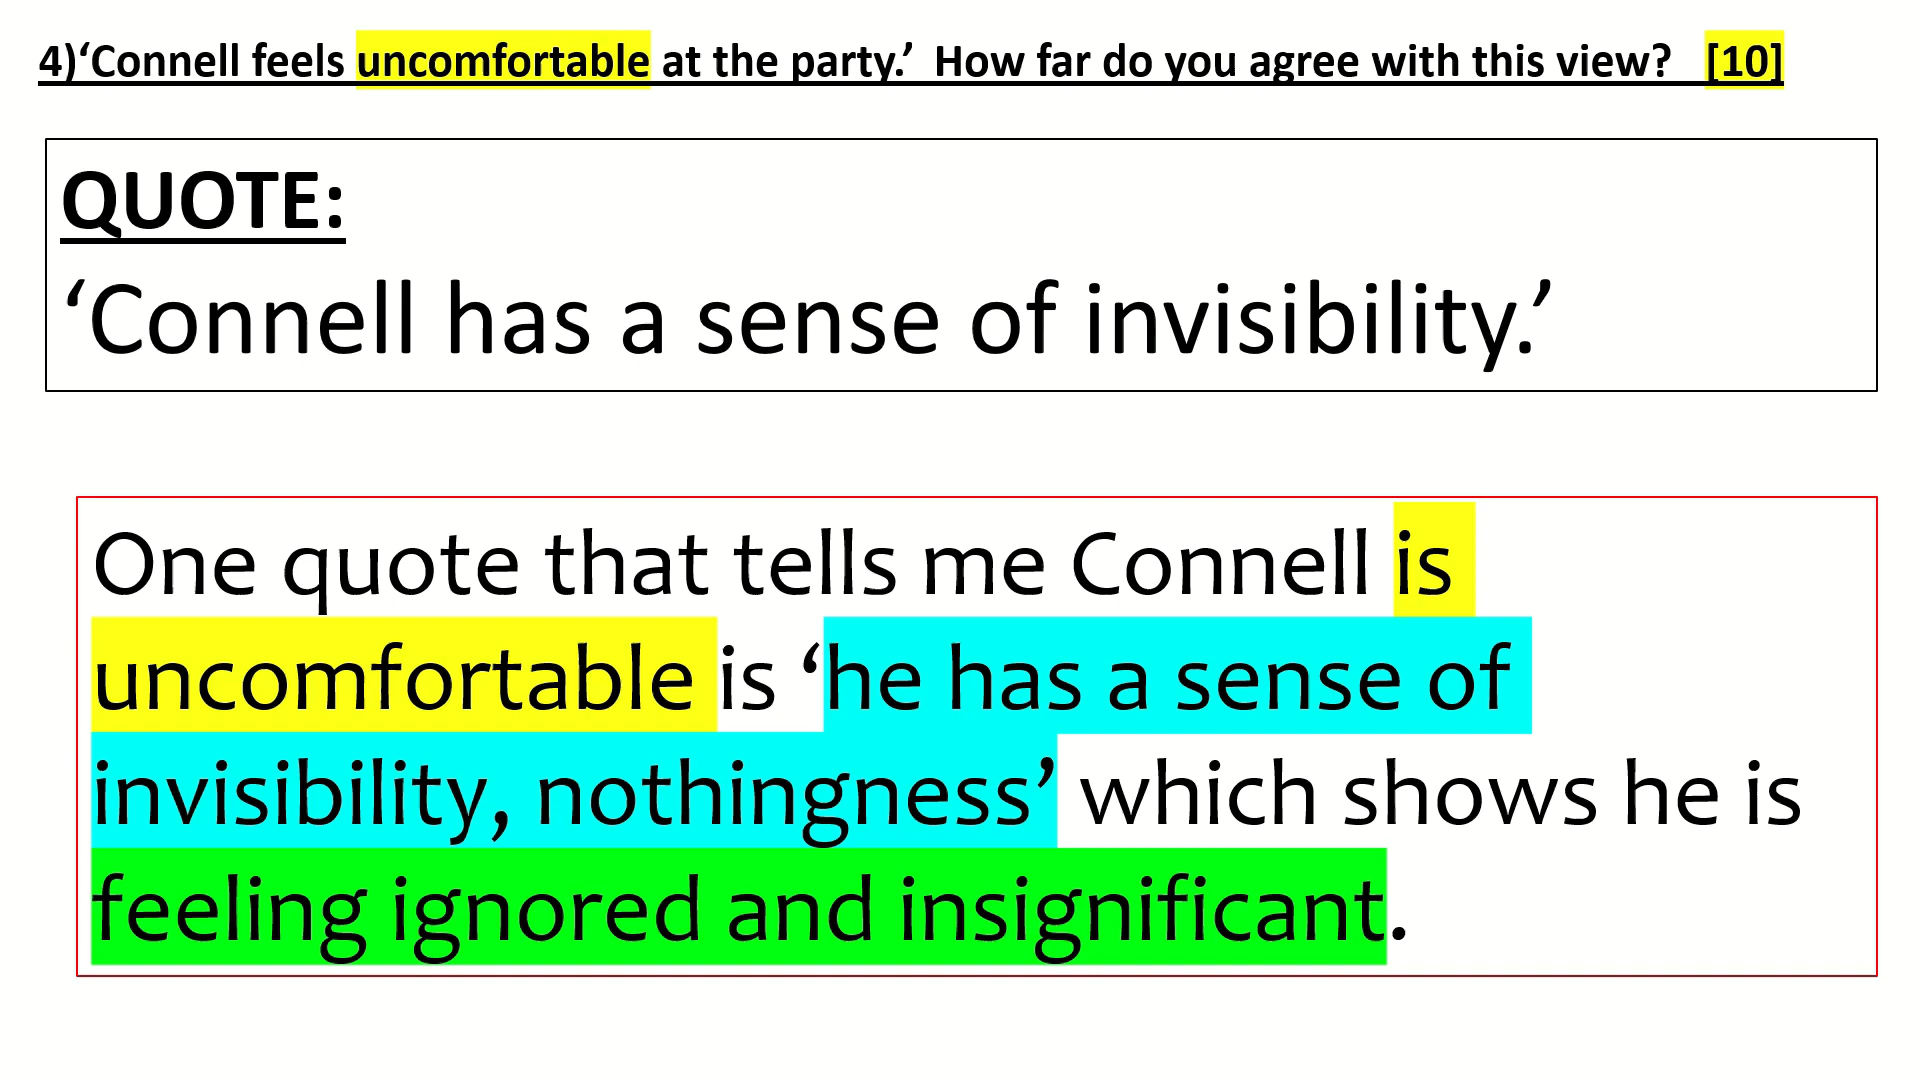 4)‘Connell feels uncomfortable at the party.’ How far do you agree with this view? [10]
QUOTE:
‘Connell has a sense of invisibility.’
One quote that tells me Connell is
uncomfortable is ‘he has a sense of
invisibility, nothingness’ which shows he is
feeling ignored and insignificant.